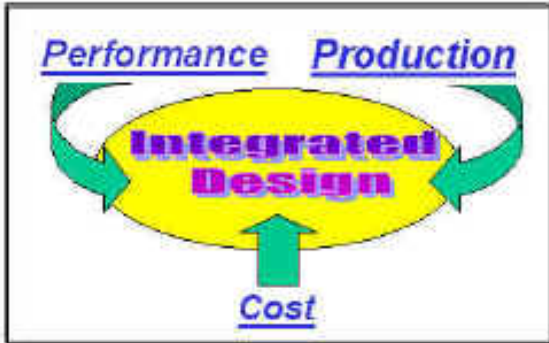 Performance Production
Integrated
Design
Cost